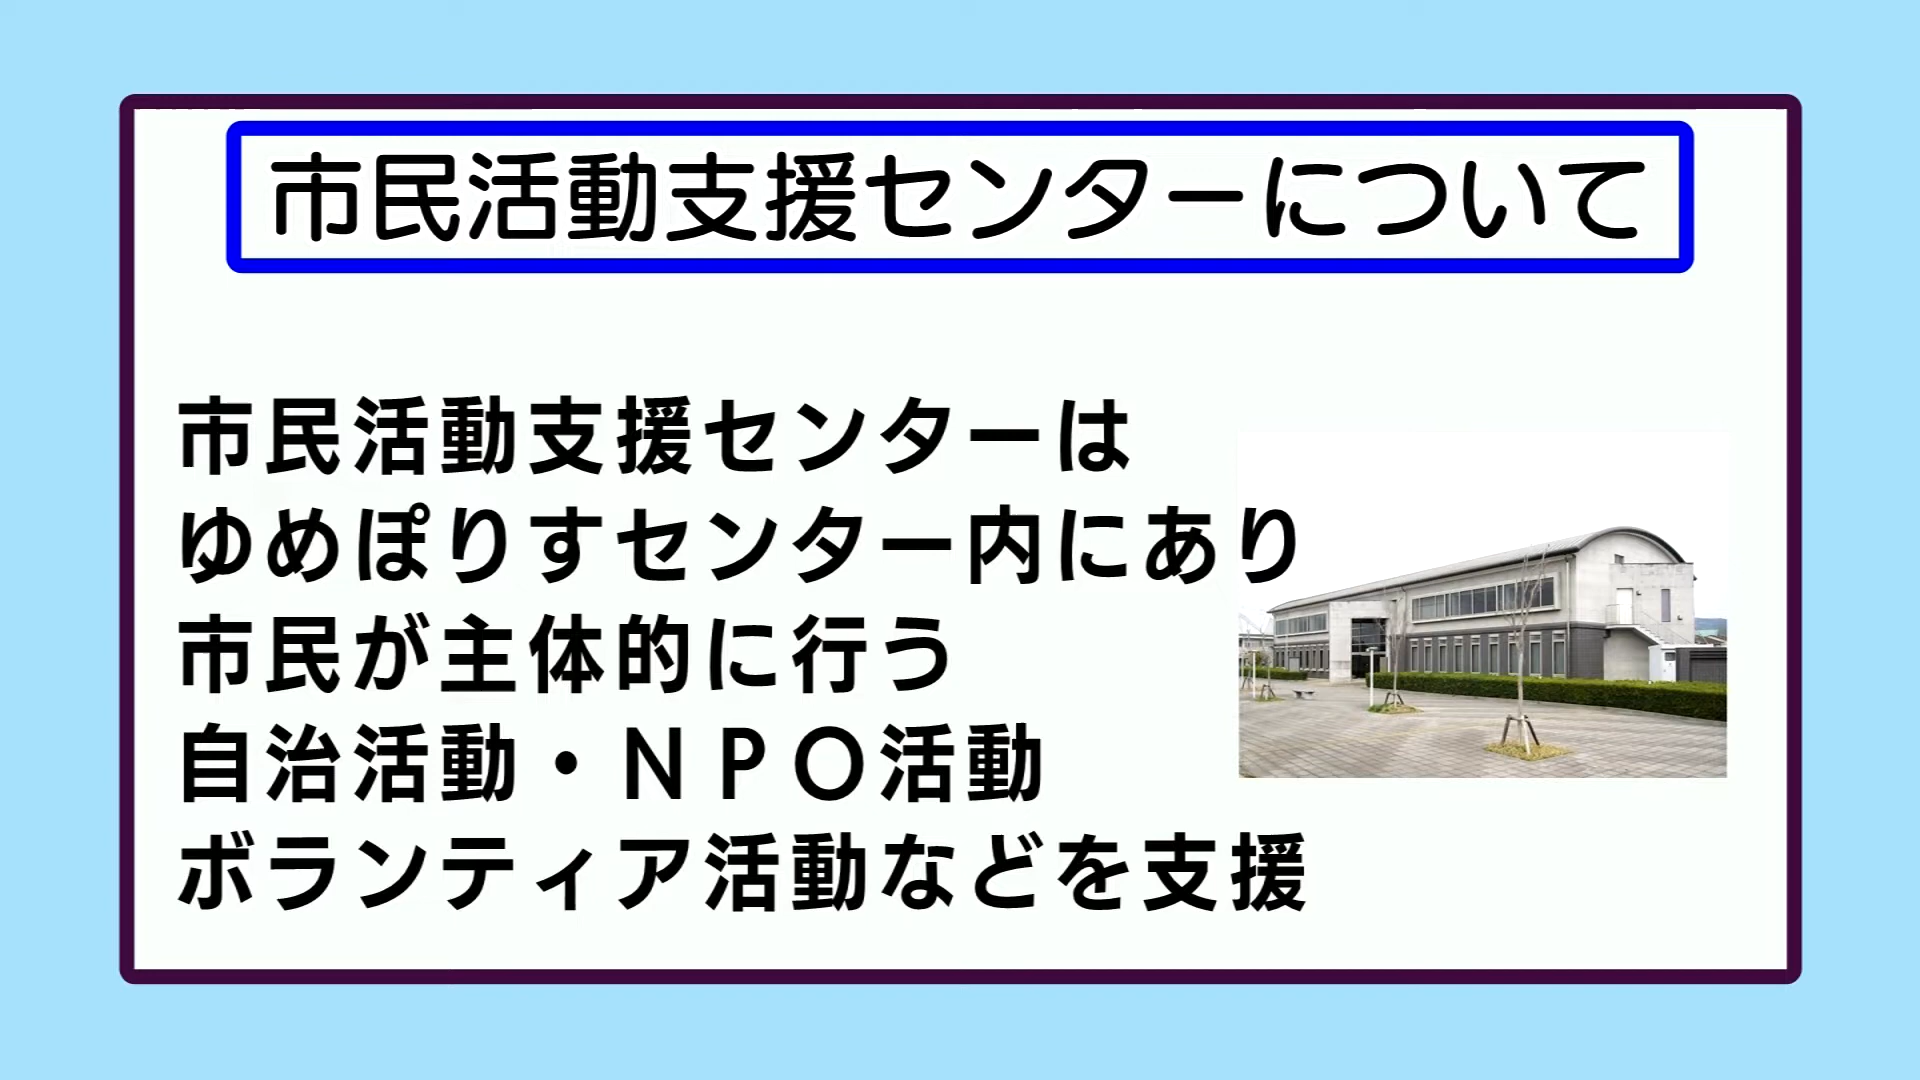 市民活動支援センターについて
市民活動支援センターは
ゆめぽりすセンター内にあり
市民が主体的に行う
自治活動・ＮＰＯ活動
ボランティア活動などを支援